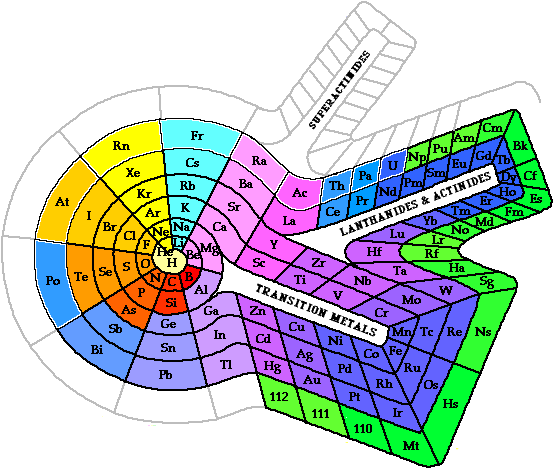 SUPERACTINIDES
Rn
Fr
Xe
Cs
Ra
Kr
Rb
Ba
Ac
Th
Pa
U
Np
Pu
Am
Cm
Bk
At
I
Br
Ar
K
Sr
La
Ce
Pr
Nd
Pm
Sm
Eu
Gd
Tb
Cf
Cl
Ne
Na
Ca
LANTHANIDES & ACTINIDES
Dy
Ho
Es
F
He
Li
Mg
Y
Lu
Yb
Tm
Er
Fm
Po
Te
Se
S
O
H
Be
Sc
Zr
Hf
Lr
No
Md
Rf
N
C
B
Ti
Nb
Ta
Ha
P
Si
Al
TRANSITION METALS
V
Mo
W
Sg
As
Ge
Ga
Zn
Cr
Sb
Sn
In
Cu
Ni
Mn
Tc
Re
Ns
Bi
Pb
Tl
Cd
Ag
Co
Fe
Hg
Pd
Rh
Ru
Os
Au
Pt
Ir
Hs
112
111
110
Mt